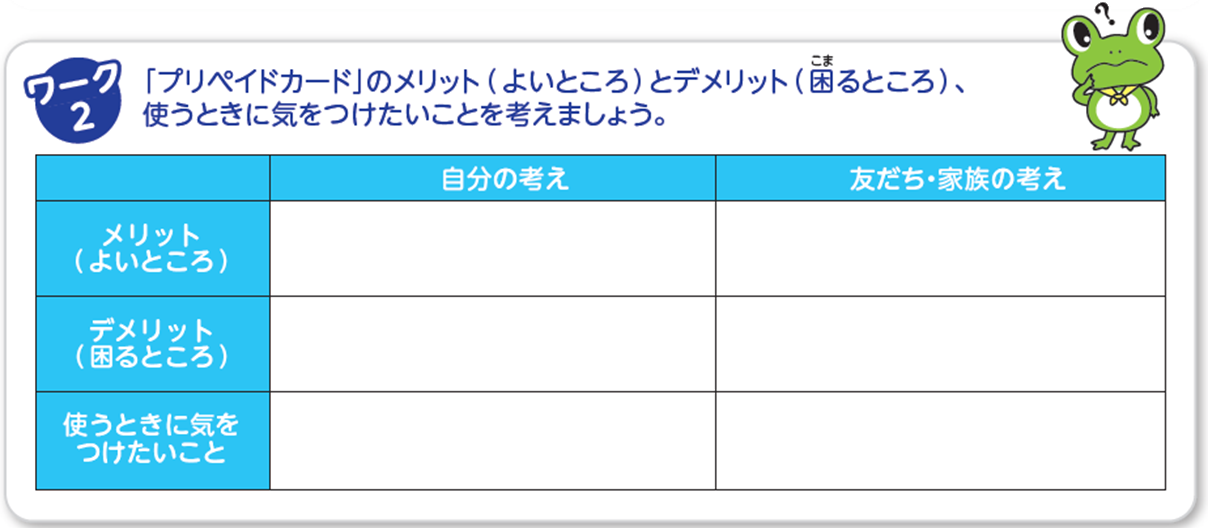 ワーク
2
「プリペイドカード」のメリット(よいところ)とデメリット(困るところ)、
こま
使うときに気をつけたいことを考えましょう。
?
自分の考え
友だち・家族の考え
メリット
(よいところ)
デメリット
(困るところ)
使うときに気を
つけたいこと